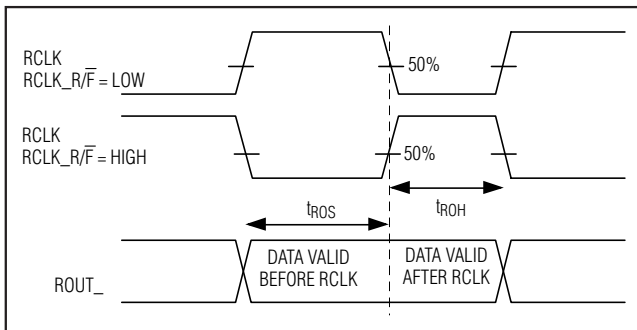 RCLK
RCLK_R/F̅ = LOW
50%
RCLK
RCLK_R/F̅ = HIGH
50%
tROS
tROH
ROUT_
DATA VALID
BEFORE RCLK
DATA VALID
AFTER RCLK